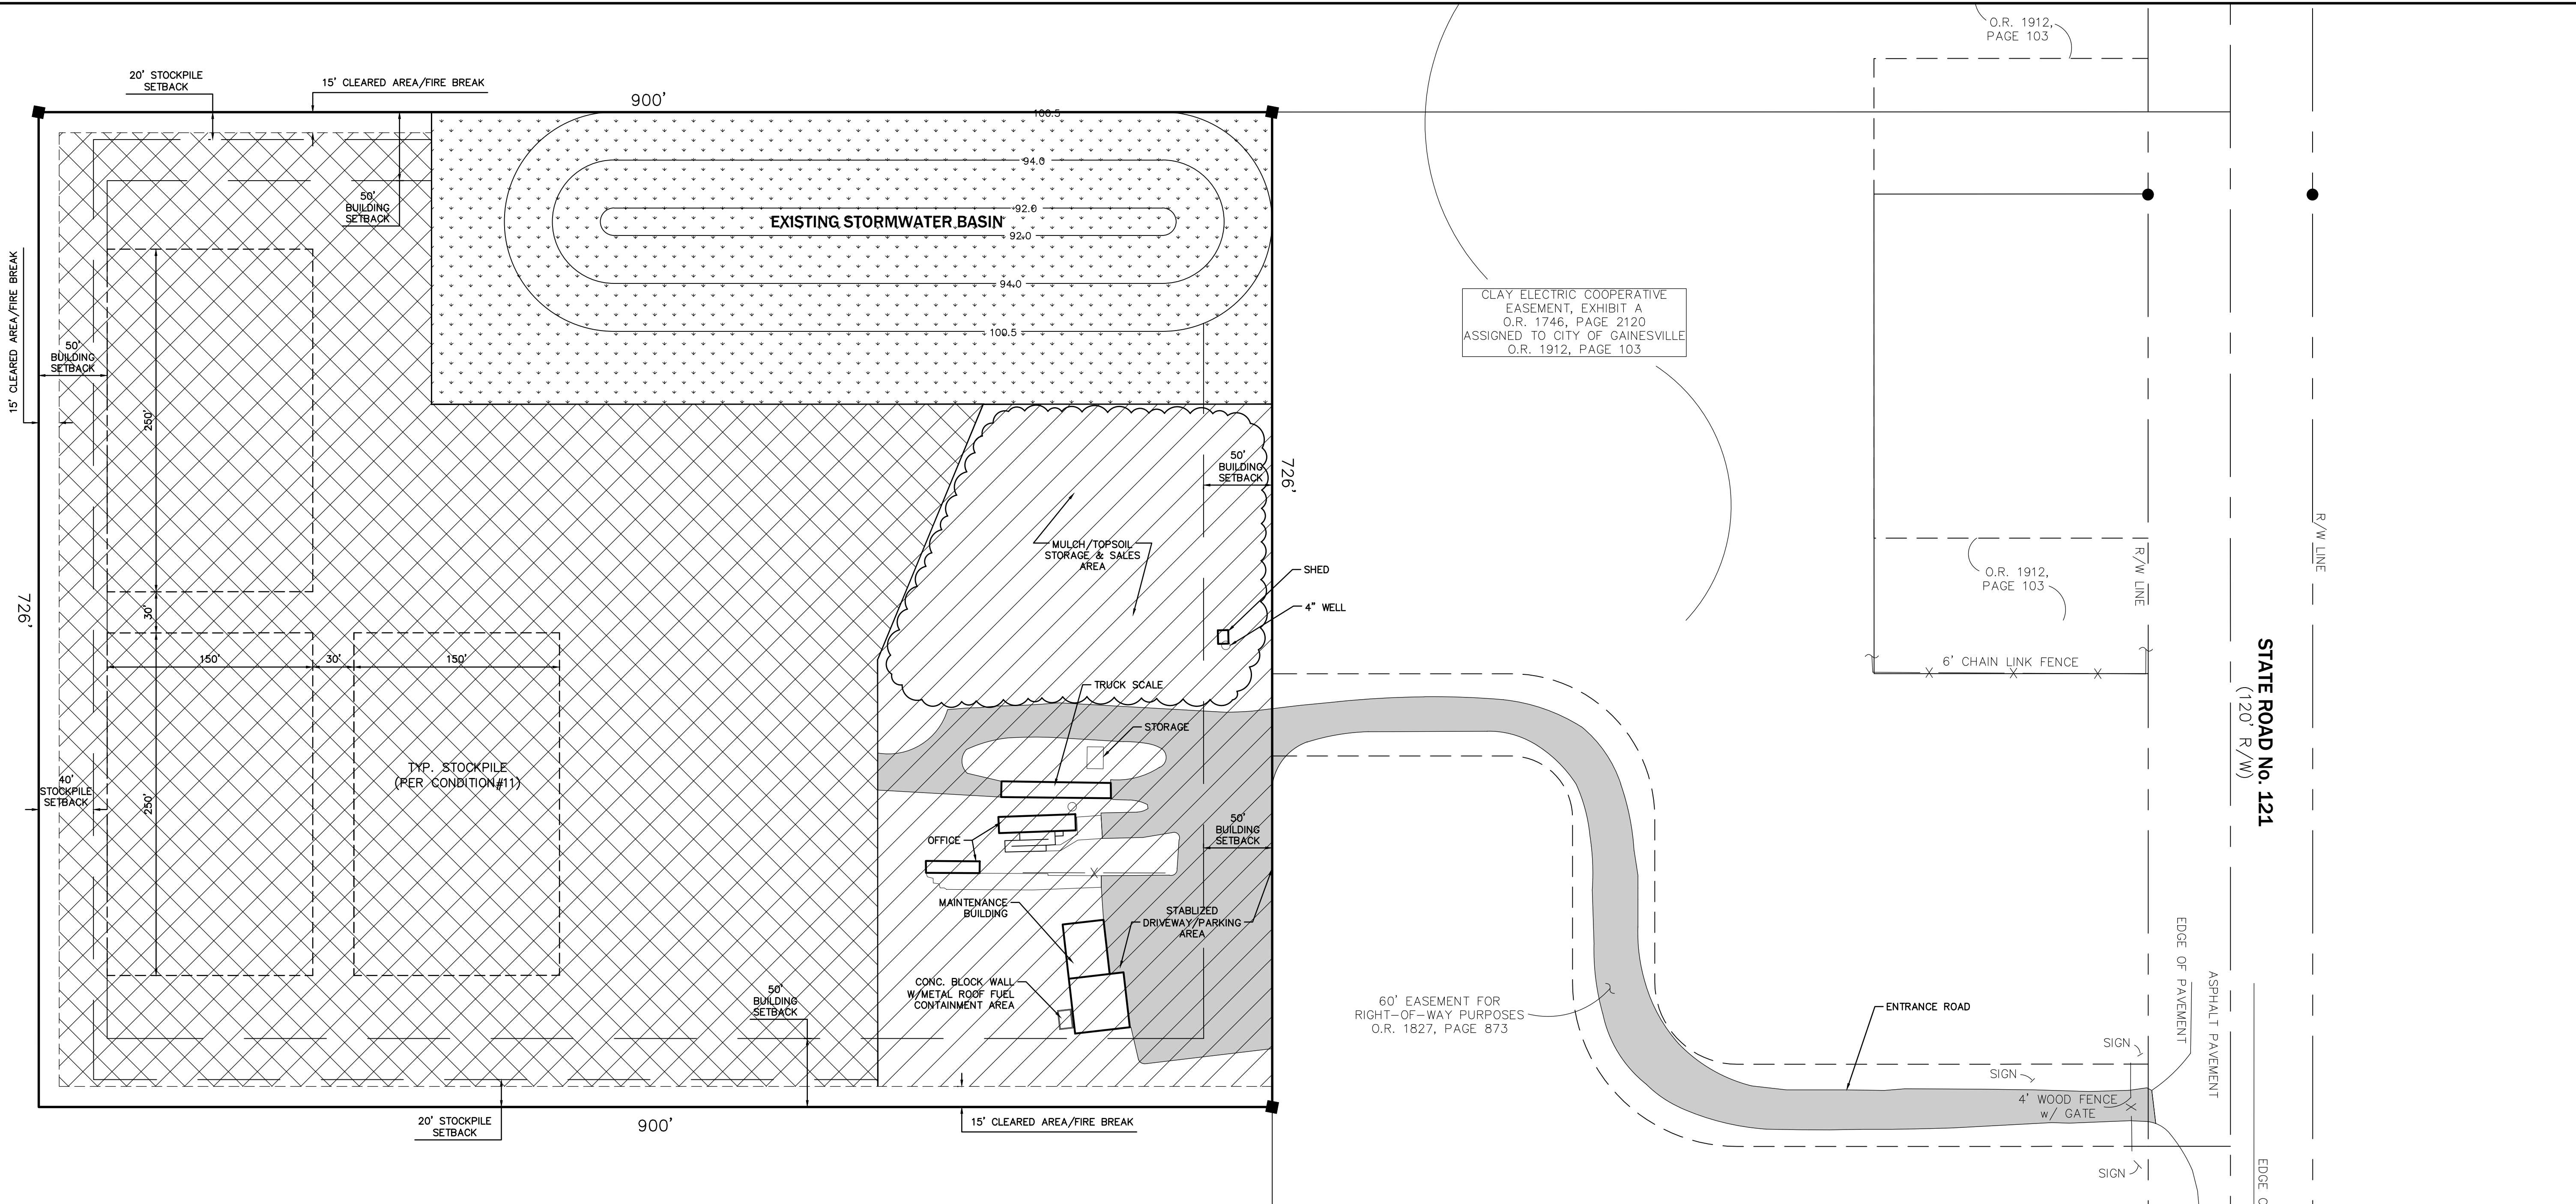 O.R. 1912,
PAGE 103
20' STOCKPILE
SETBACK
15' CLEARED AREA/FIRE BREAK
900'
100.5
94.0
92.0
EXISTING STORMWATER BASIN
92.0
94.0
100.5
50'
BUILDING
SETBACK
15' CLEARED AREA/FIRE BREAK
50'
BUILDING
SETBACK
250'
CLAY ELECTRIC COOPERATIVE
EASEMENT, EXHIBIT A
O.R. 1746, PAGE 2120
ASSIGNED TO CITY OF GAINESVILLE
O.R. 1912, PAGE 103
50'
BUILDING
SETBACK
726'
MULCH/TOPSOIL
STORAGE & SALES
AREA
SHED
4" WELL
R/W LINE
R/W LINE
O.R. 1912,
PAGE 103
726'
30'
150'
30'
150'
6' CHAIN LINK FENCE
X
X
X
STATE ROAD No. 121
(120' R/W)
TRUCK SCALE
STORAGE
TYP. STOCKPILE
(PER CONDITION#11)
40'
STOCKPILE
SETBACK
250'
OFFICE
50'
BUILDING
SETBACK
X
MAINTENANCE
BUILDING
STABLIZED
DRIVEWAY/PARKING
AREA
CONC. BLOCK WALL
W/METAL ROOF FUEL
CONTAINMENT AREA
50'
BUILDING
SETBACK
60' EASEMENT FOR
RIGHT-OF-WAY PURPOSES
O.R. 1827, PAGE 873
ENTRANCE ROAD
EDGE OF PAVEMENT
ASPHALT PAVEMENT
SIGN
SIGN
4' WOOD FENCE
w/ GATE
X
SIGN
EDGE O
20' STOCKPILE
SETBACK
900'
15' CLEARED AREA/FIRE BREAK